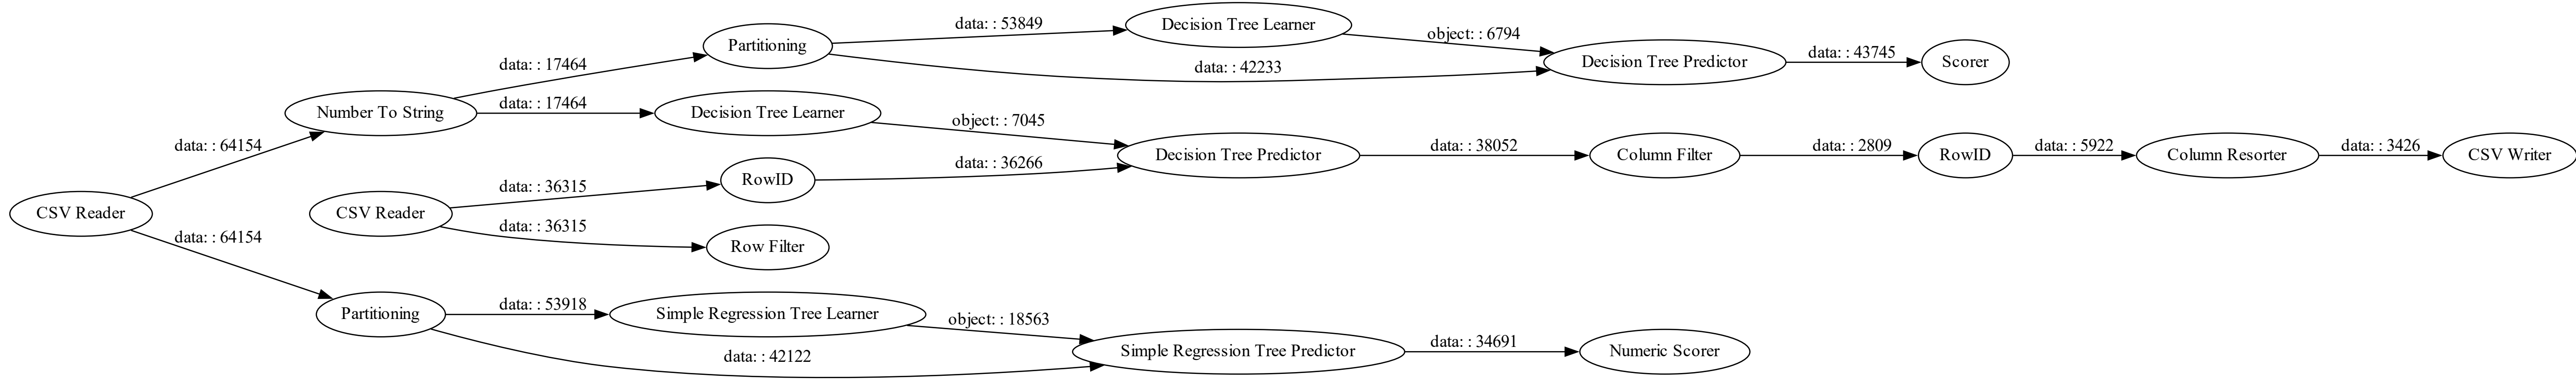 data: : 53849
Decision Tree Learner
Partitioning
object: : 6794
data: : 17464
data: : 42233
Decision Tree Predictor
data: : 43745
Scorer
Number To String
data: : 17464
Decision Tree Learner
object: : 7045
data: : 64154
data: : 36266
Decision Tree Predictor
data: : 38052
Column Filter
data: : 2809
RowID
data: : 5922
Column Resorter
data: : 3426
CSV Writer
data: : 36315
RowID
CSV Reader
CSV Reader
data: : 36315
Row Filter
data: : 64154
Partitioning
data: : 53918
Simple Regression Tree Learner
object: : 18563
data: : 42122
Simple Regression Tree Predictor
data: : 34691
Numeric Scorer